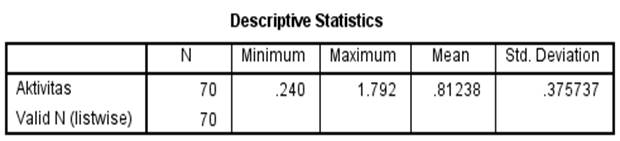 Descriptive Statistics
N Minimum Maximum Mean Std. Deviation
Aktivitas 70 .240 1.792 .81238 .375737
Valid N (listwise) 70